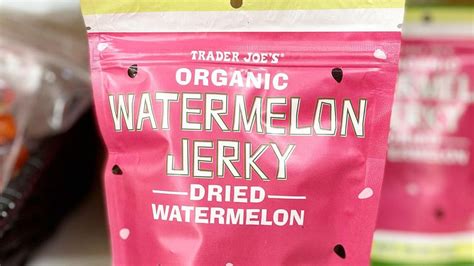 TRADER JOE'S®
ORGANIC
WATERMELON
JERKY
DRIED
WATERMELON